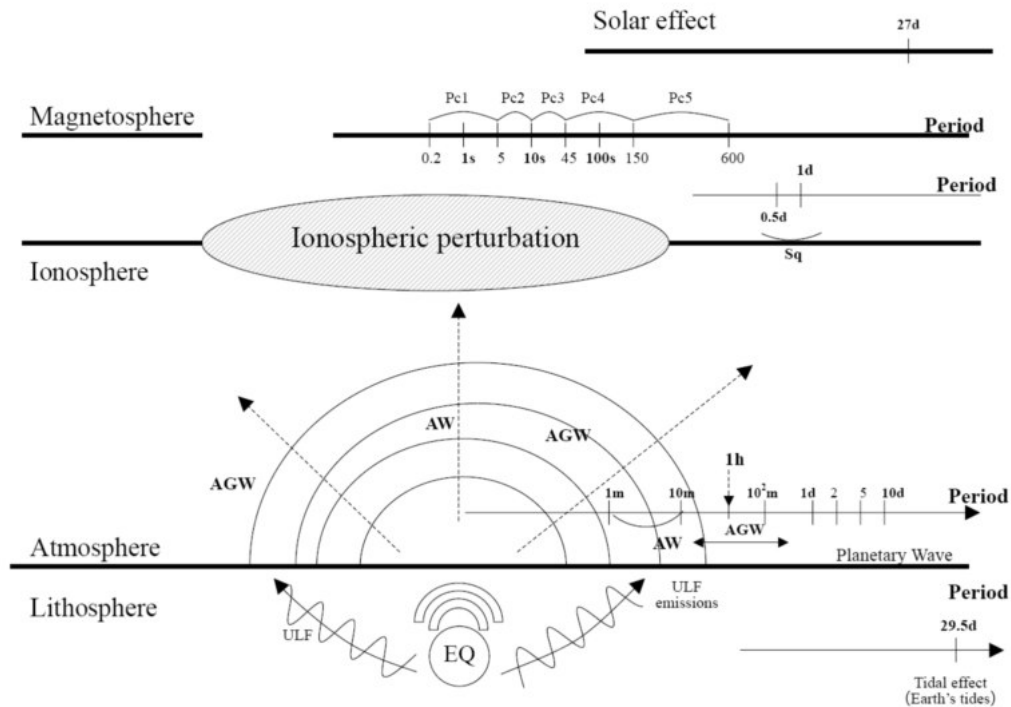 Solar effect
27d
Pc1 Pc2 Pc3 Pc4 Pc5
Magnetosphere
Period
0.2 1s 5 10s 45 100s 150 600
1d
Period
0.5d
Ionospheric perturbation
Sq
Ionosphere
AW
AGW
AGW
1h
1m 10m 10²m 1d 2 5 10d
Period
AW
AGW
Atmosphere
Planetary Wave
Lithosphere
ULF
emissions
Period
ULF
EQ
29.5d
Tidal effect
(Earth's tides)